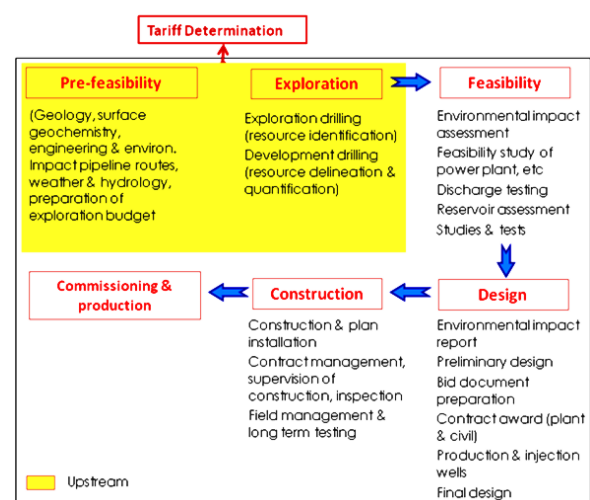 Tariff Determination
Pre-feasibility
(Geology, surface
geochemistry,
engineering & environ.
Impact pipeline routes,
weather & hydrology,
preparation of
exploration budget
Exploration
Exploration drilling
(resource identification)
Development drilling
(resource delineation &
quantification)
Feasibility
Environmental impact
assessment
Feasibility study of
power plant, etc
Discharge testing
Reservoir assessment
Studies & tests
Commissioning &
production
Construction
Construction & plan
installation
Contract management,
supervision of
construction, inspection
Field management &
long term testing
Design
Environmental impact
report
Preliminary design
Bid document
preparation
Contract award (plant
& civil)
Production & injection
wells
Final design
Upstream